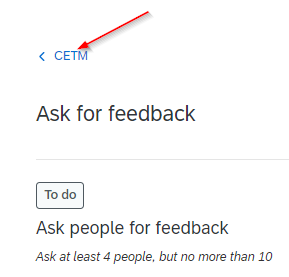 CETM
Ask for feedback
To do
Ask people for feedback
Ask at least 4 people, but no more than 10